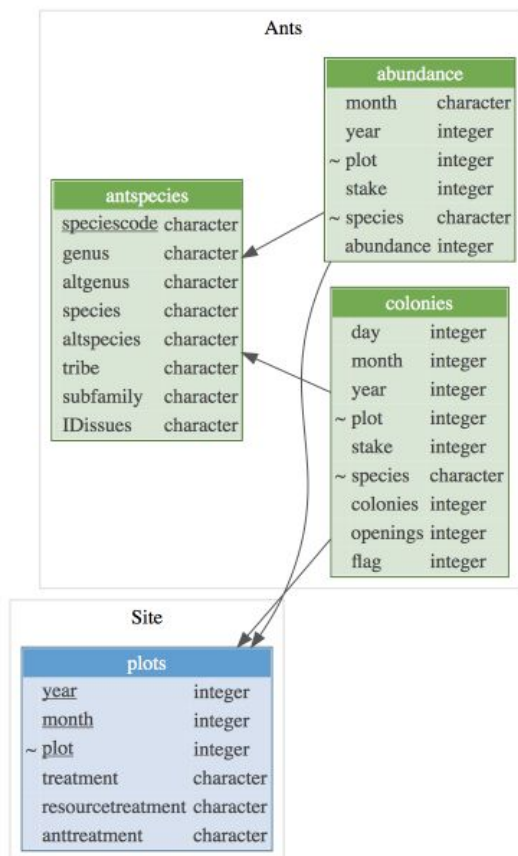 Ants
abundance
month character
year integer
~ plot integer
stake integer
~ species character
abundance integer
antspecies
speciescode character
genus character
altgenus character
species character
altspecies character
tribe character
subfamily character
IDissues character
colonies
day integer
month integer
year integer
~ plot integer
stake integer
~ species character
colonies integer
openings integer
flag integer
Site
plots
year integer
month integer
~ plot integer
treatment character
resourcetreatment character
anttreatment character